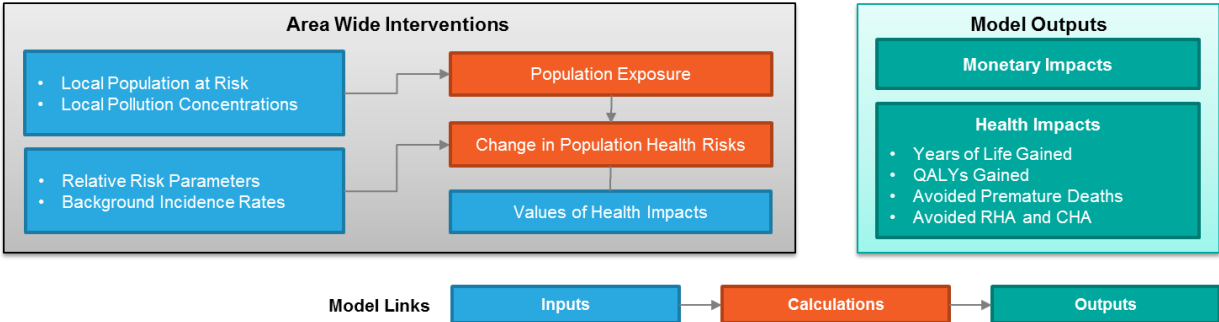 Area Wide Interventions
• Local Population at Risk
• Local Pollution Concentrations
Population Exposure
Change in Population Health Risks
• Relative Risk Parameters
• Background Incidence Rates
Values of Health Impacts
Model Outputs
Monetary Impacts
Health Impacts
• Years of Life Gained
• QALYs Gained
• Avoided Premature Deaths
• Avoided RHA and CHA
Model Links
Inputs
Calculations
Outputs